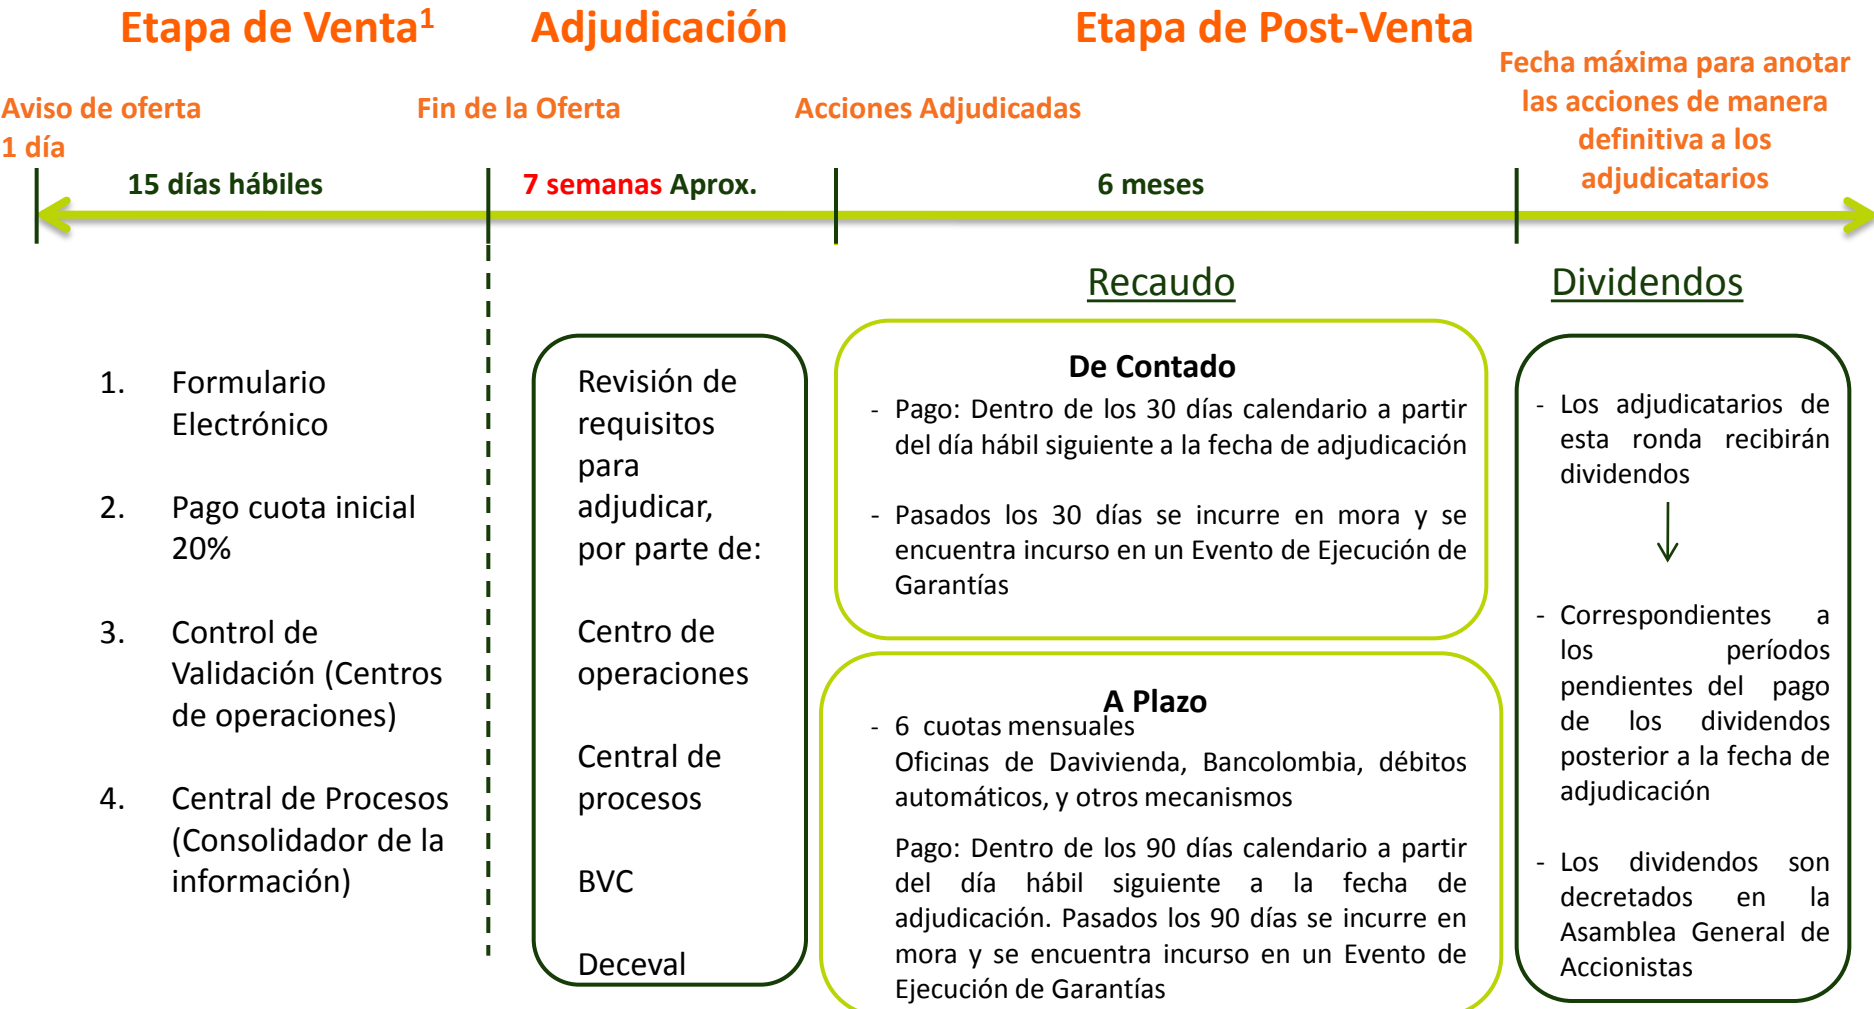 Etapa de Venta1
Adjudicación
Etapa de Post-Venta
Aviso de oferta
1 día
Fin de la Oferta
Acciones Adjudicadas
Fecha máxima para anotar
las acciones de manera
definitiva a los
adjudicatarios
15 días hábiles
7 semanas Aprox.
6 meses
1. Formulario
Electrónico
2. Pago cuota inicial
20%
3. Control de
Validación (Centros
de operaciones)
4. Central de Procesos
(Consolidador de la
información)
Revisión de
requisitos
para
adjudicar,
por parte de:
Centro de
operaciones
Central de
procesos
BVC
Deceval
Recaudo
De Contado
- Pago: Dentro de los 30 días calendario a partir
del día hábil siguiente a la fecha de adjudicación
- Pasados los 30 días se incurre en mora y se
encuentra incurso en un Evento de Ejecución de
Garantías
A Plazo
- 6 cuotas mensuales
Oficinas de Davivienda, Bancolombia, débitos
automáticos, y otros mecanismos
Pago: Dentro de los 90 días calendario a partir
del día hábil siguiente a la fecha de
adjudicación. Pasados los 90 días se incurre en
mora y se encuentra incurso en un Evento de
Ejecución de Garantías
Dividendos
- Los adjudicatarios de
esta ronda recibirán
dividendos
- Correspondientes a
los períodos
pendientes del pago
de los dividendos
posterior a la fecha de
adjudicación
- Los dividendos son
decretados en la
Asamblea General de
Accionistas